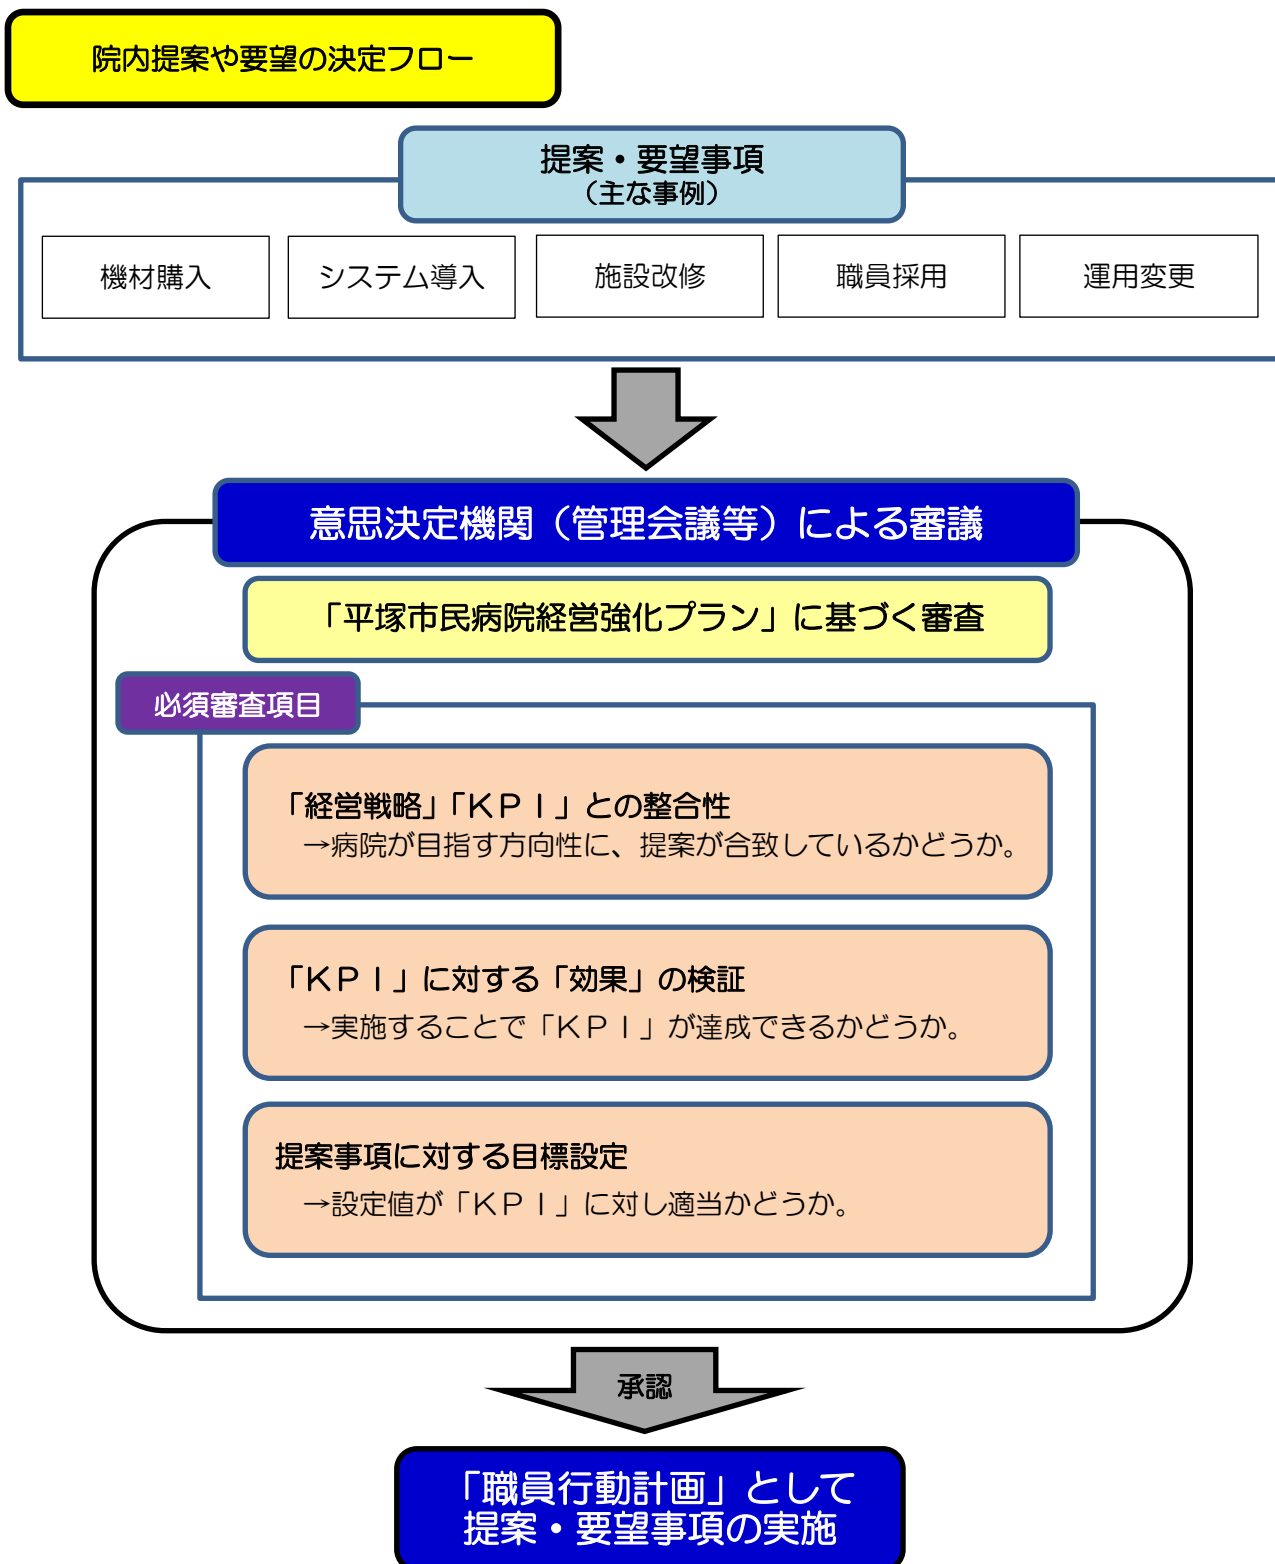 院内提案や要望の決定フロー
提案・要望事項
（主な事例）
機材購入
システム導入
施設改修
職員採用
運用変更
意思決定機関（管理会議等）による審議
「平塚市民病院経営強化プラン」に基づく審査
必須審査項目
「経営戦略」「ＫＰＩ」との整合性
→病院が目指す方向性に、提案が合致しているかどうか。
「ＫＰＩ」に対する「効果」の検証
→実施することで「ＫＰＩ」が達成できるかどうか。
提案事項に対する目標設定
→設定値が「ＫＰＩ」に対し適当かどうか。
承認
「職員行動計画」として
提案・要望事項の実施